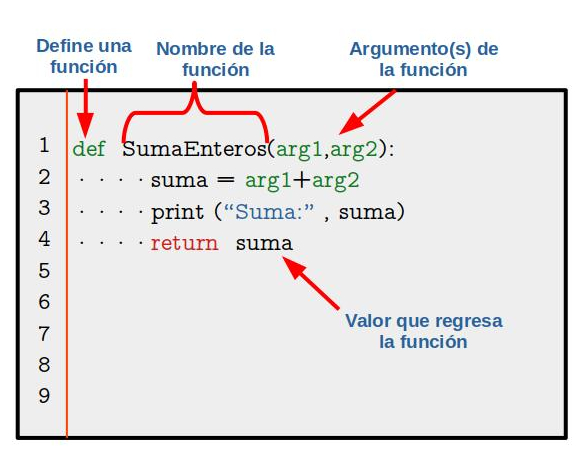 Define una
función
Nombre de la
función
Argumento(s) de
la función
1 def SumaEnteros(arg1,arg2):
2 · · · · suma = arg1+arg2
3 · · · · print (“Suma:” , suma)
4 · · · · return suma
5
6
7
8
9
Valor que regresa
la función